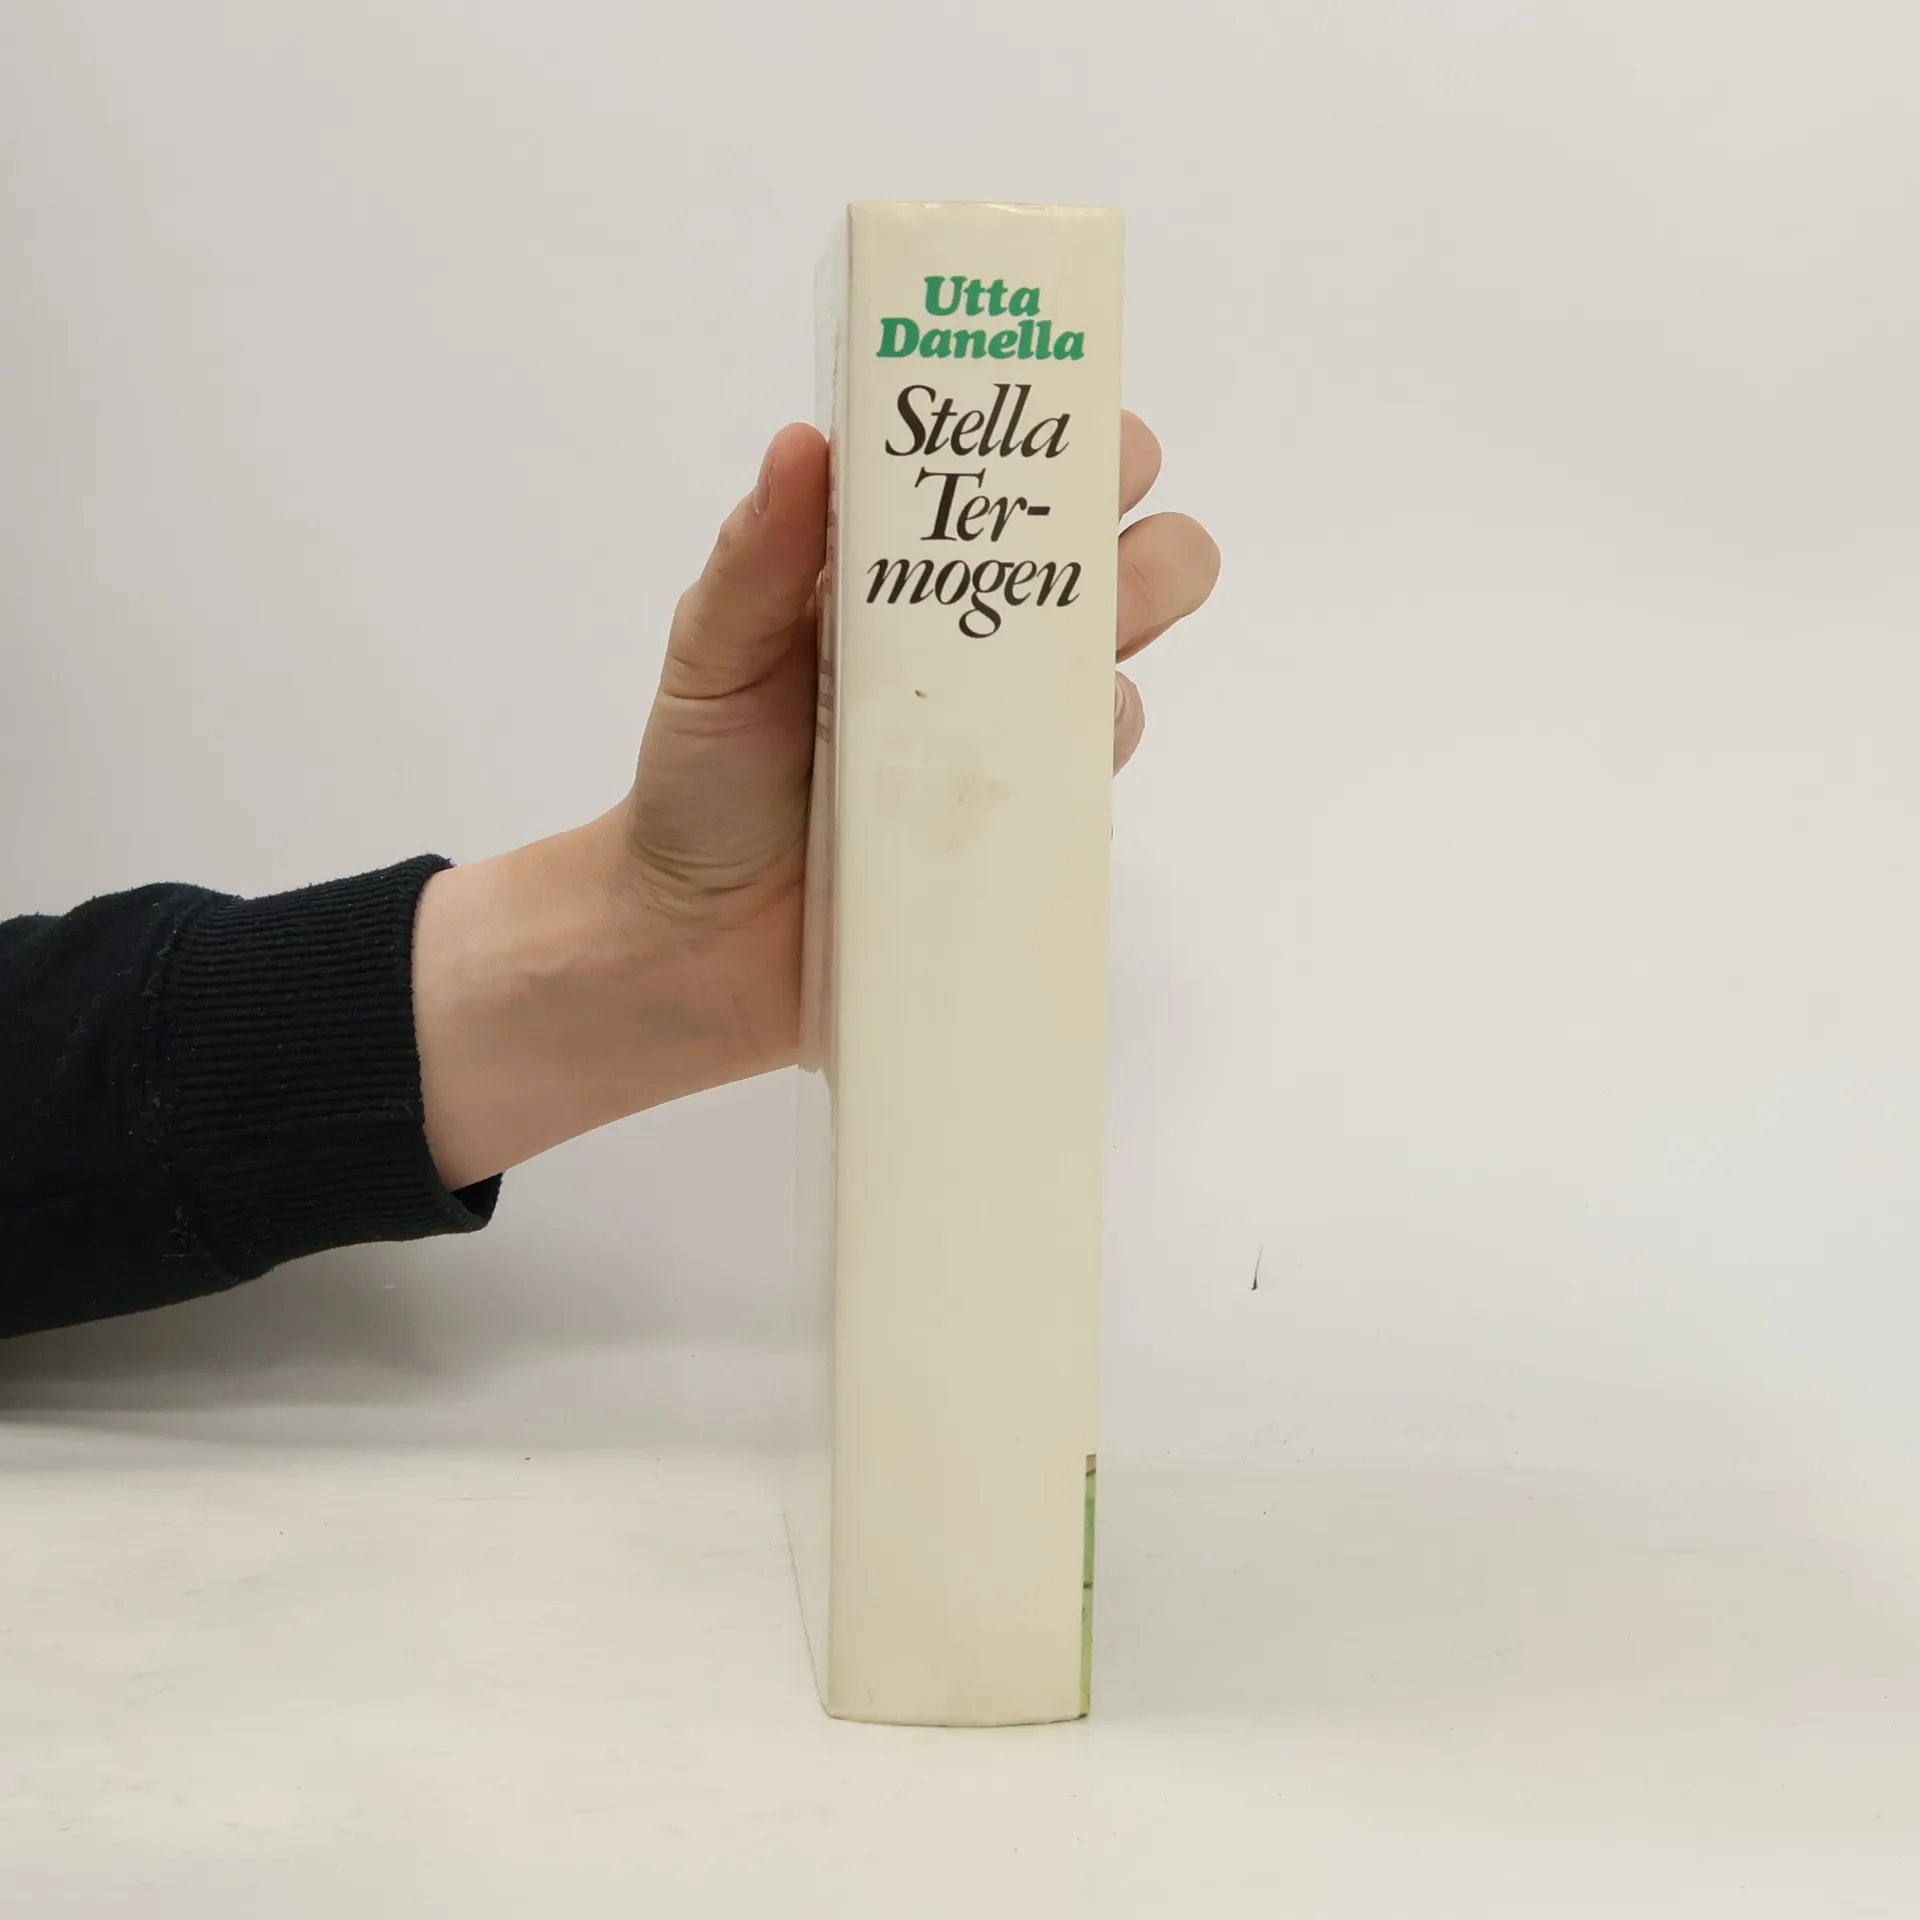 Utta
Danella
Stella
Ter-
mogen